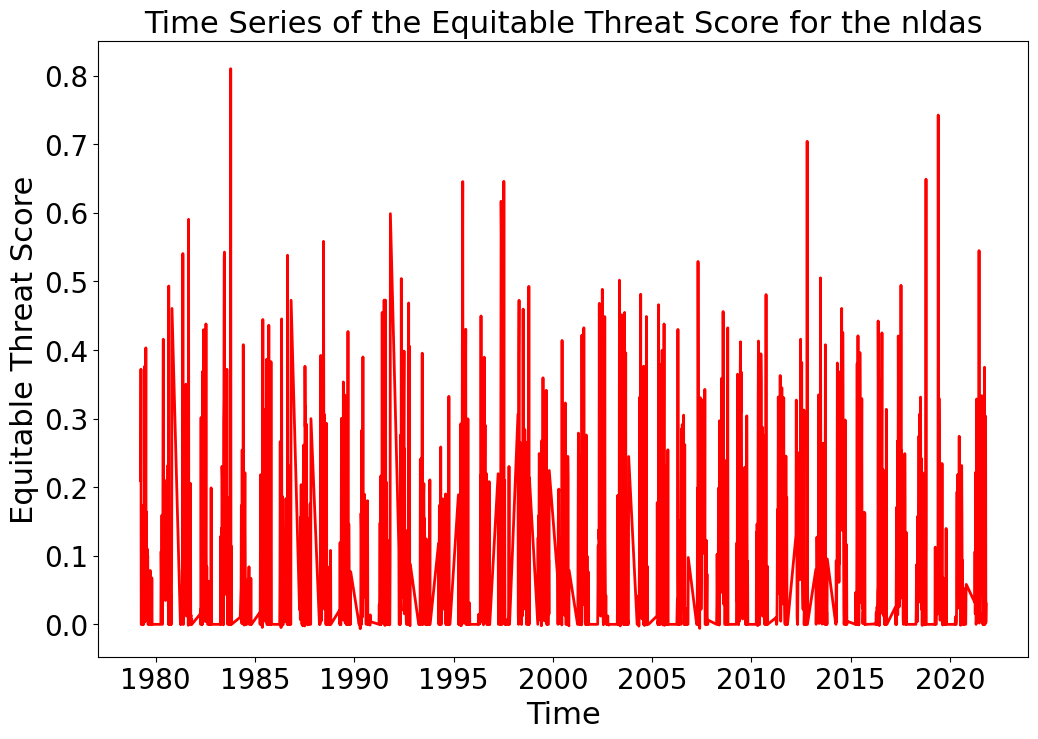 Time Series of the Equitable Threat Score for the nldas
Equitable Threat Score
0.8
0.7
0.6
0.5
0.4
0.3
0.2
0.1
0.0
1980 1985 1990 1995 2000 2005 2010 2015 2020
Time